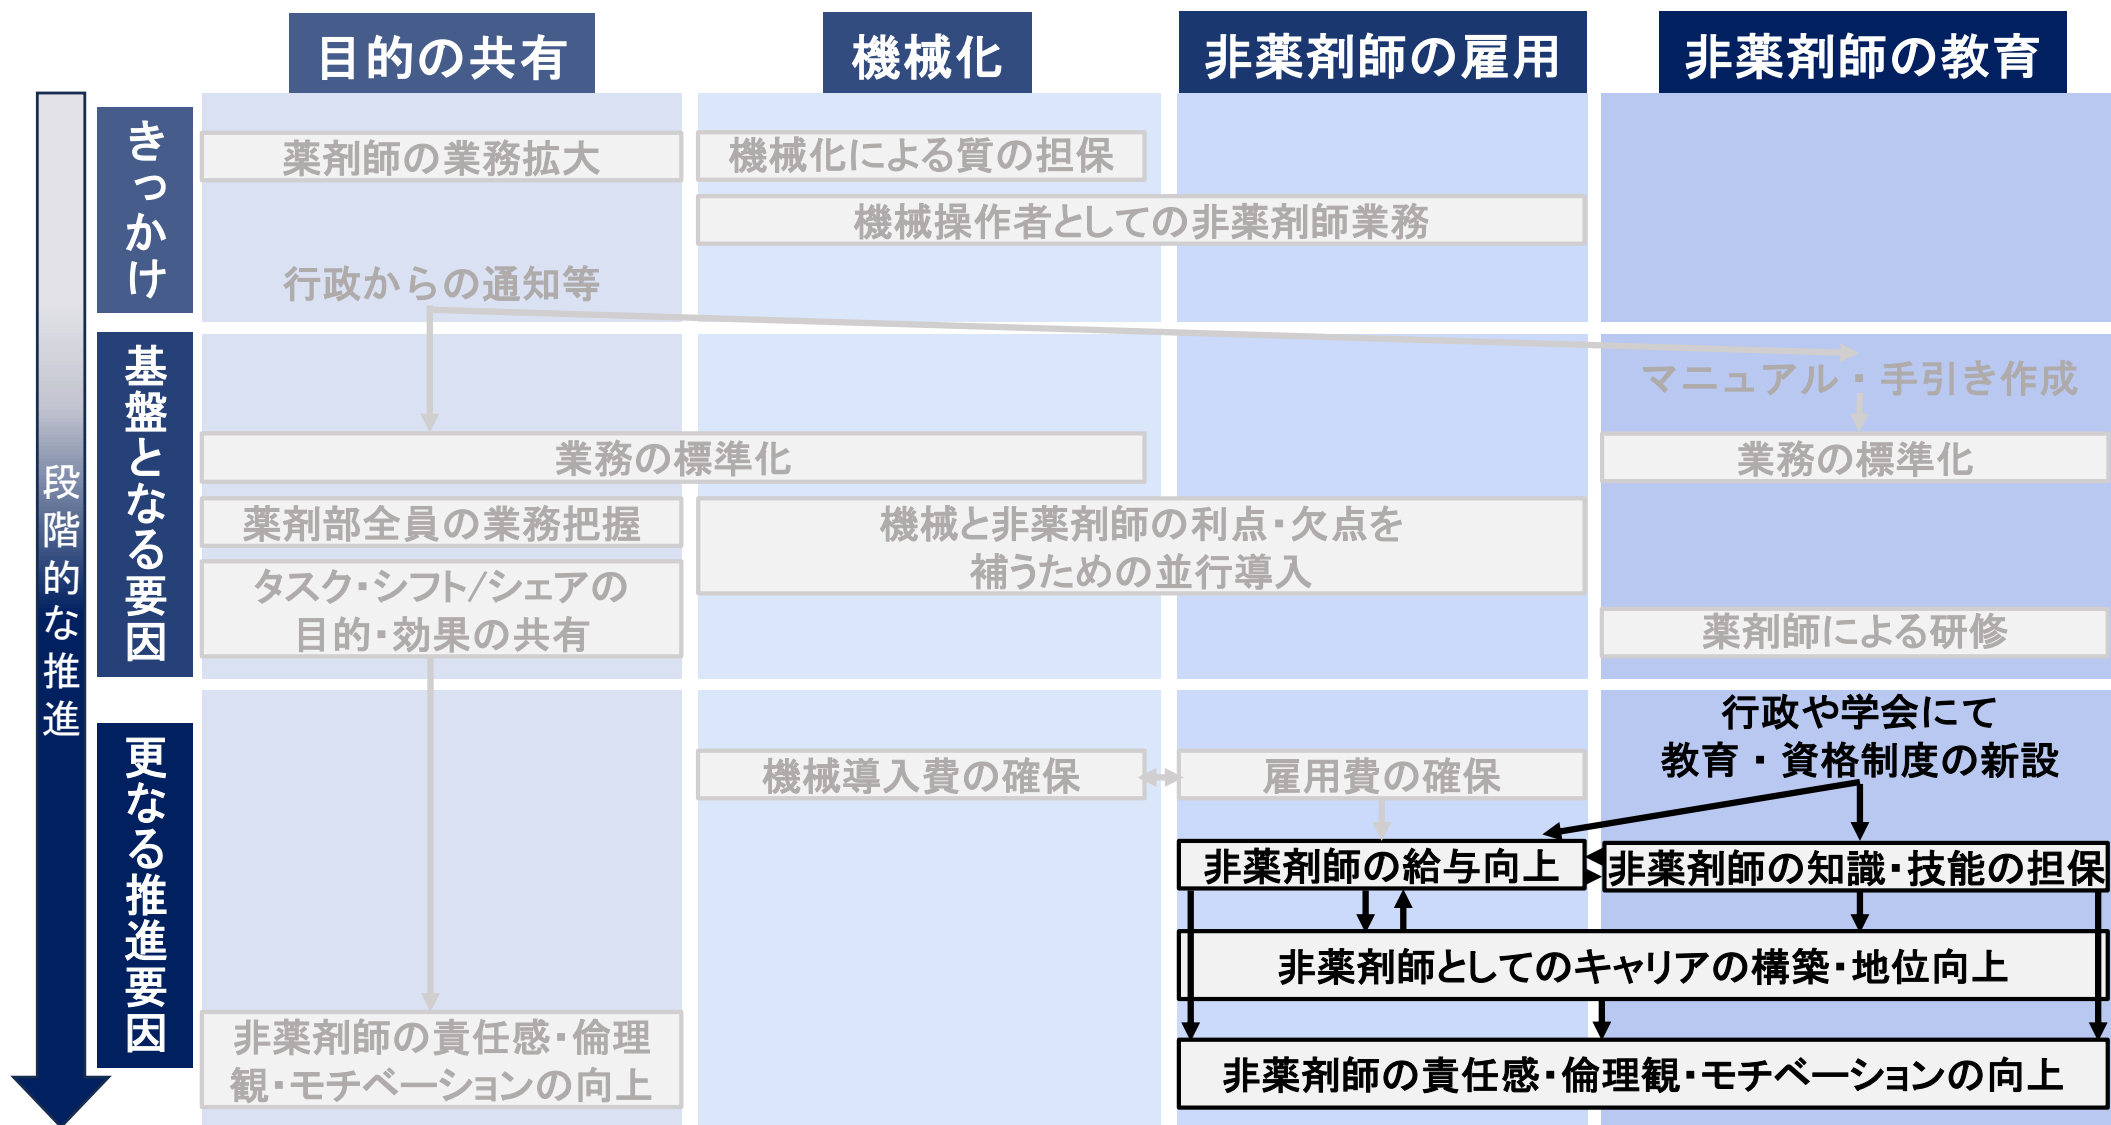 目的の共有
機械化
非薬剤師の雇用
非薬剤師の教育
段階的な推進
きっかけ
薬剤師の業務拡大
機械化による質の担保
機械操作者としての非薬剤師業務
行政からの通知等
基盤となる要因
マニュアル・手引き作成
業務の標準化
業務の標準化
薬剤部全員の業務把握
機械と非薬剤師の利点・欠点を
補うための並行導入
タスク・シフト/シェアの
目的・効果の共有
薬剤師による研修
更なる推進要因
行政や学会にて
教育・資格制度の新設
機械導入費の確保
雇用費の確保
非薬剤師の給与向上
非薬剤師の知識・技能の担保
非薬剤師としてのキャリアの構築・地位向上
非薬剤師の責任感・倫理
観・モチベーションの向上
非薬剤師の責任感・倫理観・モチベーションの向上